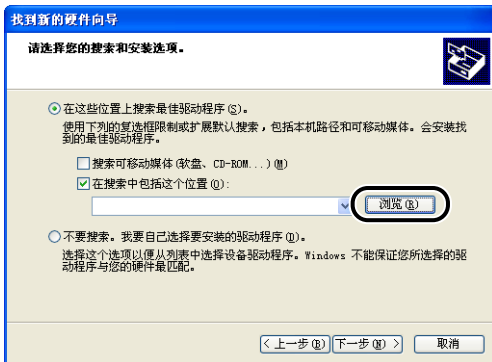 找到新的硬件向导
请选择您的搜索和安装选项。
在这些位置上搜索最佳驱动程序(S)。
使用下列的复选框限制或扩展默认搜索，包括本机路径和可移动媒体。会安装找
到的最佳驱动程序。
搜索可移动媒体(软盘、CD-ROM...)(M)
在搜索中包括这个位置(O):
浏览(R)
不要搜索。我要自己选择要安装的驱动程序(D)。
选择这个选项以便从列表中选择设备驱动程序。Windows 不能保证您所选择的驱
动程序与您的硬件最匹配。
< 上一步(B) 下一步(N) > 取消